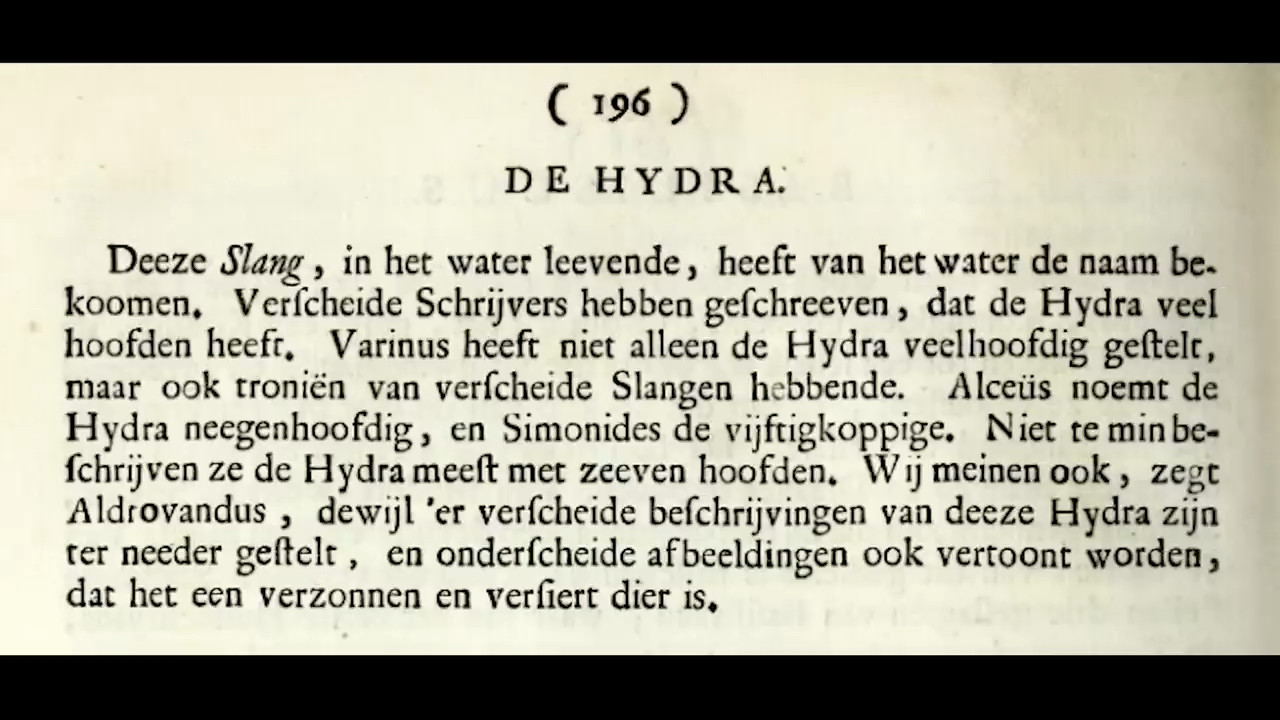 ( 196 )
DE HYDRA.
Deeze Slang, in het water leevende, heeft van het water de naam be-
koomen. Verſcheide Schrijvers hebben geſchreeven, dat de Hydra veel
hoofden heeft. Varinus heeft niet alleen de Hydra veelhoofdig geſtelt,
maar ook troniën van verſcheide Slangen hebbende. Alceüs noemt de
Hydra neegenhoofdig, en Simonides de vijftigkoppige. Niet te min be-
ſchrijven ze de Hydra meeſt met zeeven hoofden. Wij meinen ook, zegt
Aldrovandus, dewijl 'er verſcheide beſchrijvingen van deeze Hydra zijn
ter needer geſtelt, en onderſcheide afbeeldingen ook vertoont worden,
dat het een verzonnen en verſiert dier is.